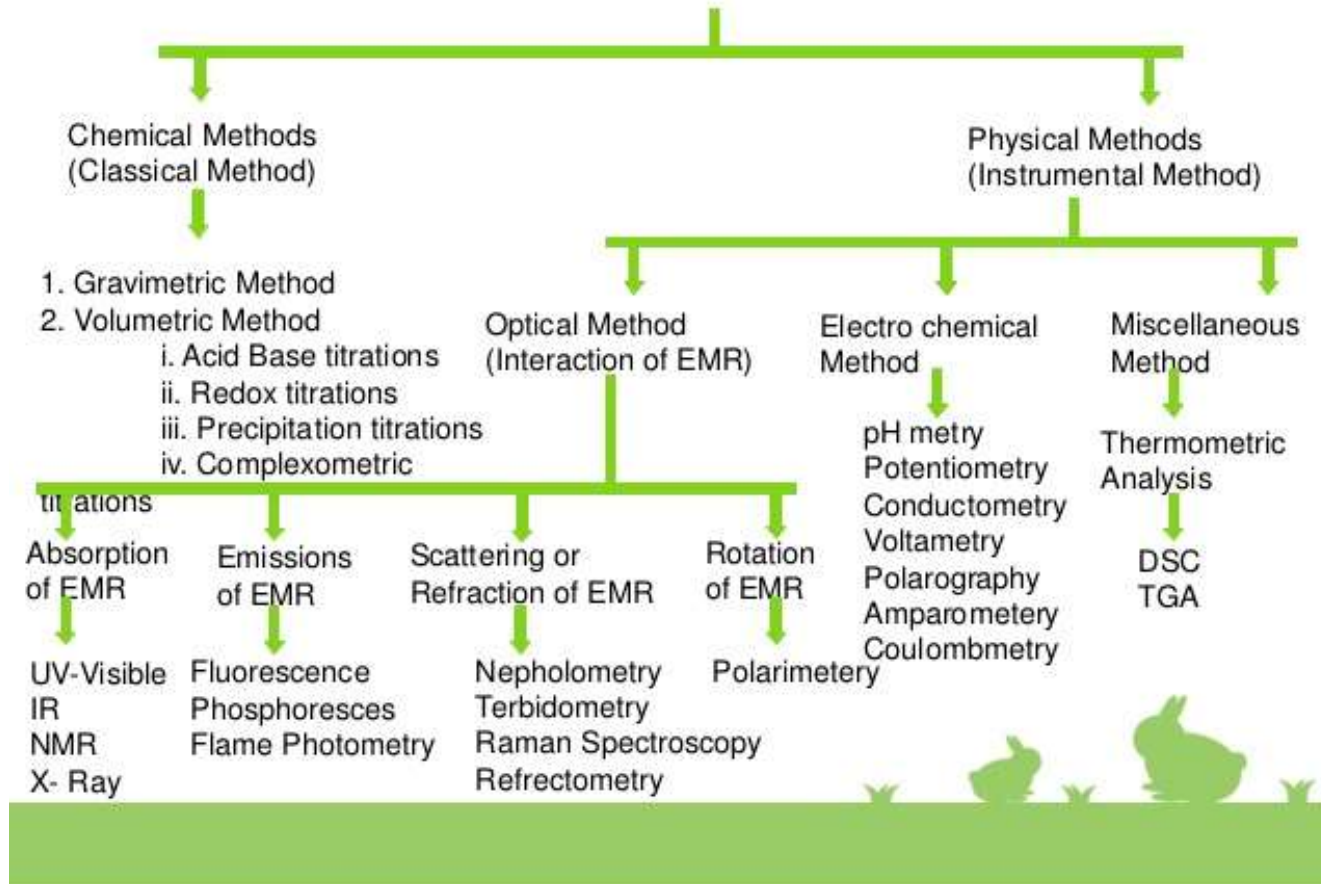 Chemical Methods
(Classical Method)
Physical Methods
(Instrumental Method)
1. Gravimetric Method
2. Volumetric Method
i. Acid Base titrations
ii. Redox titrations
iii. Precipitation titrations
iv. Complexometric
titrations
Optical Method
(Interaction of EMR)
Electro chemical
Method
Miscellaneous
Method
Absorption
of EMR
Emissions
of EMR
Scattering or
Refraction of EMR
Rotation
of EMR
pH metry
Potentiometry
Conductometry
Voltametry
Polarography
Amparometery
Coulombmetry
Thermometric
Analysis
DSC
TGA
UV-Visible
IR
NMR
X- Ray
Fluorescence
Phosphoresces
Flame Photometry
Nepholometry
Terbidometry
Raman Spectroscopy
Refrectometry
Polarimetery